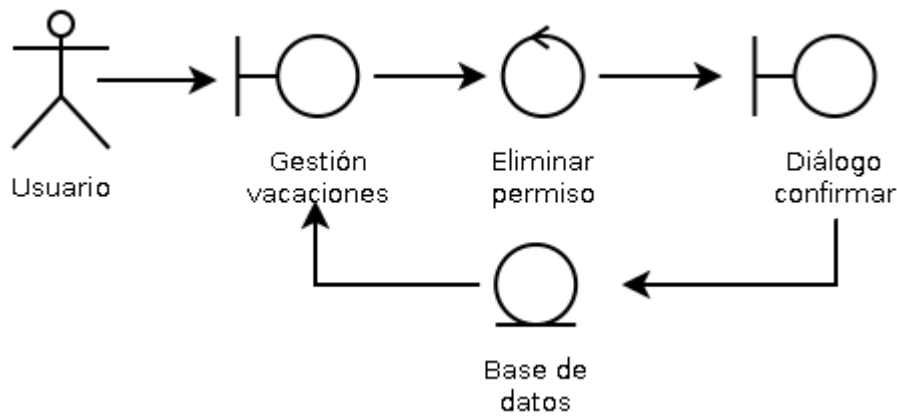 Usuario
Gestión
vacaciones
Eliminar
permiso
Diálogo
confirmar
Base de
datos